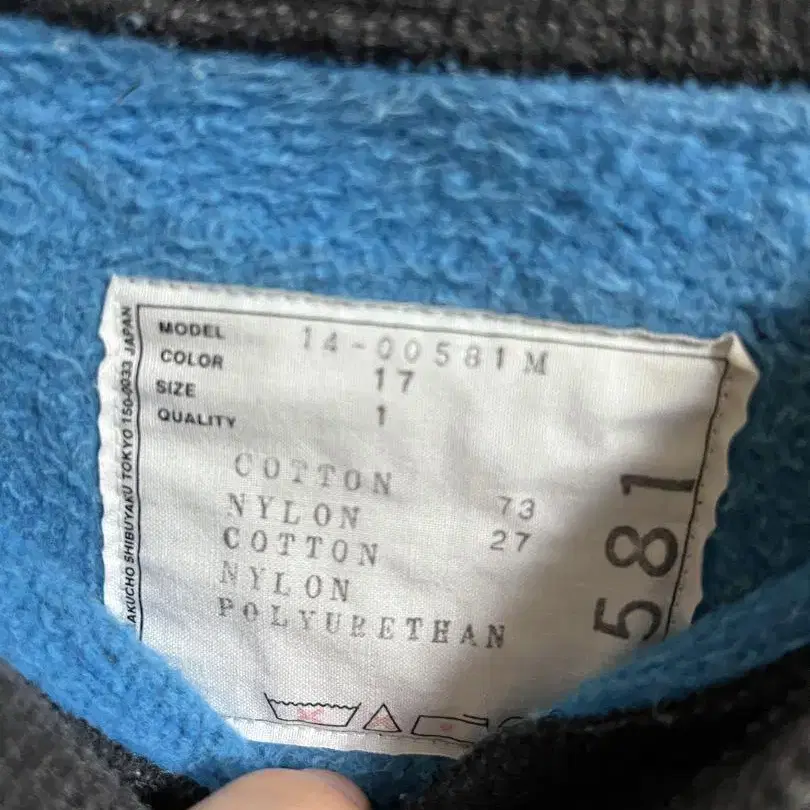 MODEL 14-00581M
COLOR 17
SIZE 1
QUALITY
COTTON 73
NYLON 27
COTTON
NYLON
POLYURETHAN
581
AKUCHO SHIBUYAKU TOKYO 150-0033 JAPAN